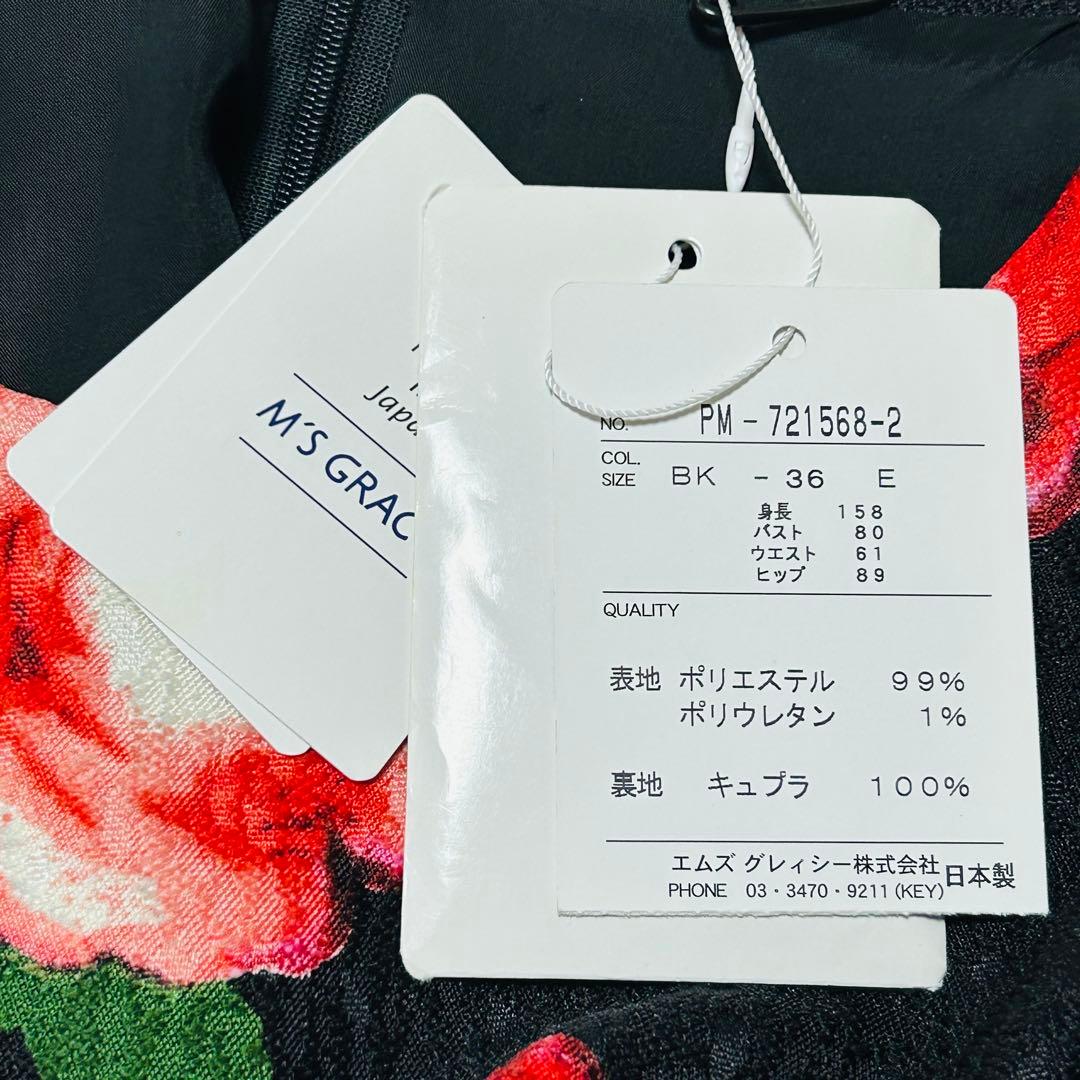 Japa
M'S GRAC
NO. PM-721568-2
COL.
SIZE BK -36 E
身長 158
バスト 80
ウエスト 61
ヒップ 89
QUALITY
表地 ポリエステル 99%
ポリウレタン 1%
裏地 キュプラ 100%
エムズ グレィシー株式会社 日本製
PHONE 03・3470・9211(KEY)